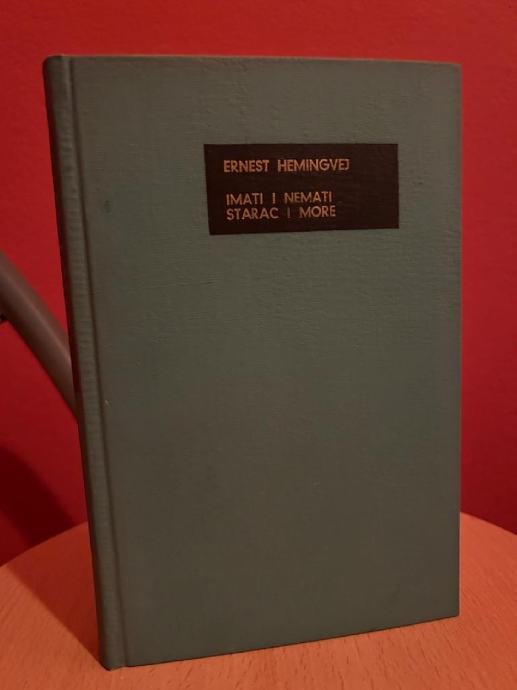 ERNEST HEMINGVEJ
IMATI I NEMATI
STARAC I MORE